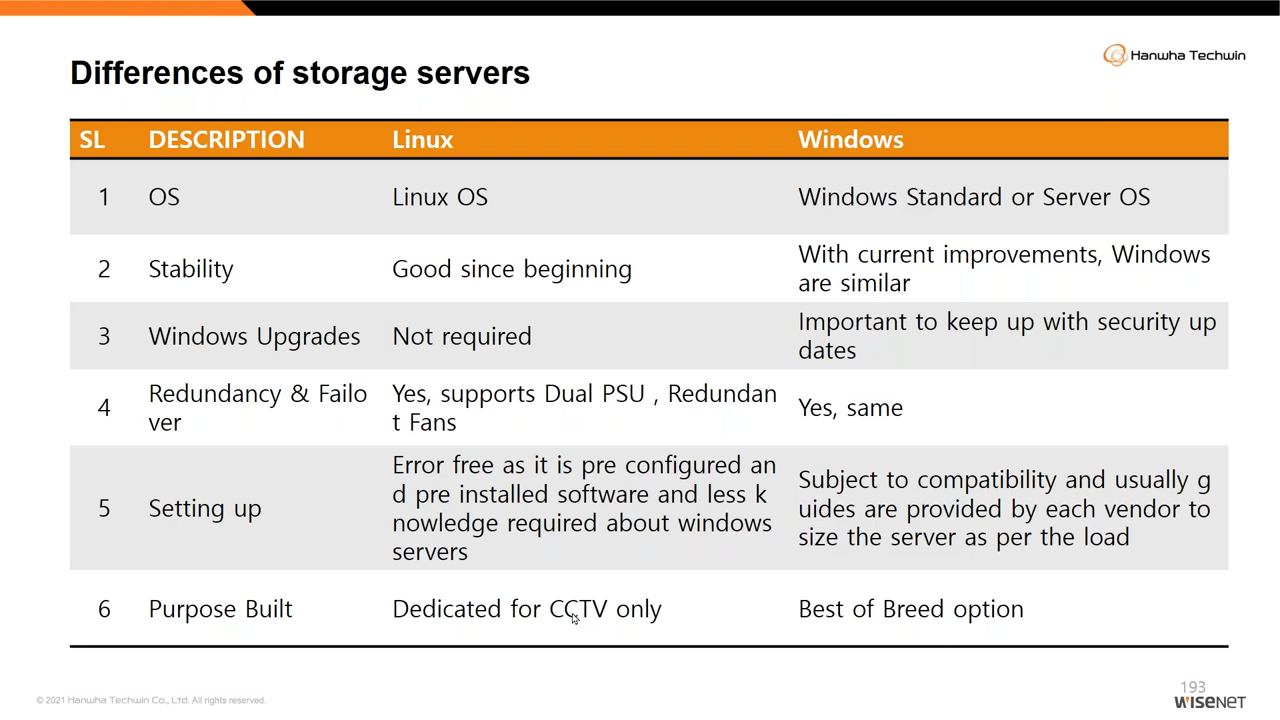 Hanwha Techwin
Differences of storage servers
SL DESCRIPTION Linux Windows
1 OS Linux OS Windows Standard or Server OS
2 Stability Good since beginning With current improvements, Windows
are similar
3 Windows Upgrades Not required Important to keep up with security up
dates
4 Redundancy & Failo
ver Yes, supports Dual PSU , Redundan
t Fans Yes, same
5 Setting up Error free as it is pre configured an
d pre installed software and less k
nowledge required about windows
servers Subject to compatibility and usually g
uides are provided by each vendor to
size the server as per the load
6 Purpose Built Dedicated for CCTV only Best of Breed option
© 2021 Hanwha Techwin Co., Ltd. All rights reserved.
193
WISENET